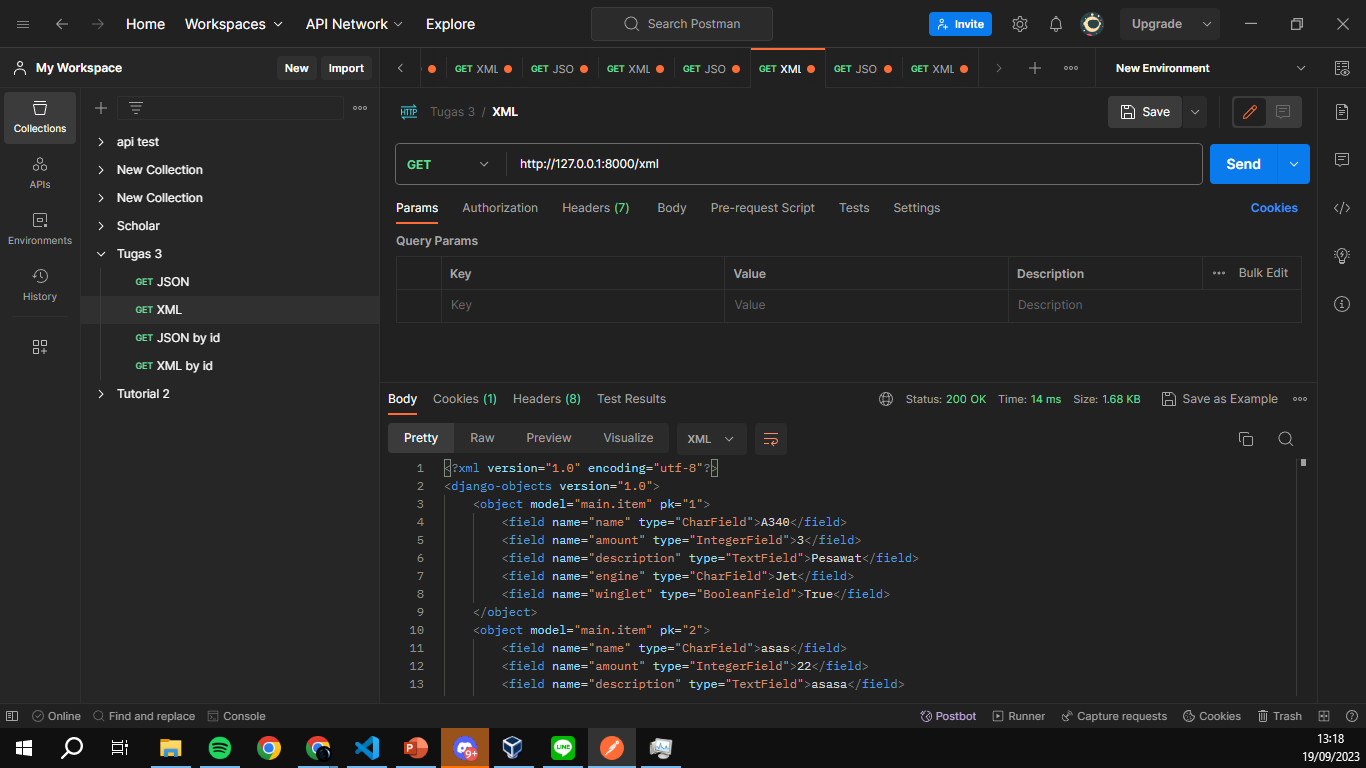 Home Workspaces API Network Explore Search Postman Invite Upgrade
My Workspace New Import GET XML GET JSO GET XML GET JSO GET XML GET JSO GET XML New Environment
Collections
APIs
Environments
History
api test
New Collection
New Collection
Scholar
Tugas 3
GET JSON
GET XML
GET JSON by id
GET XML by id
Tutorial 2
HTTP Tugas 3 / XML Save
GET http://127.0.0.1:8000/xml Send
Params Authorization Headers (7) Body Pre-request Script Tests Settings Cookies
Query Params
Key Value Description Bulk Edit
Key Value Description
Body Cookies (1) Headers (8) Test Results Status: 200 OK Time: 14 ms Size: 1.68 KB Save as Example
Pretty Raw Preview Visualize XML
1 <?xml version="1.0" encoding="utf-8"?>
2 <django-objects version="1.0">
3 <object model="main.item" pk="1">
4 <field name="name" type="CharField">A340</field>
5 <field name="amount" type="IntegerField">3</field>
6 <field name="description" type="TextField">Pesawat</field>
7 <field name="engine" type="CharField">Jet</field>
8 <field name="winglet" type="BooleanField">True</field>
9 </object>
10 <object model="main.item" pk="2">
11 <field name="name" type="CharField">asas</field>
12 <field name="amount" type="IntegerField">22</field>
13 <field name="description" type="TextField">asasa</field>
Online Find and replace Console Postbot Runner Capture requests Cookies Trash
9+ LINE 13:18
19/09/2023